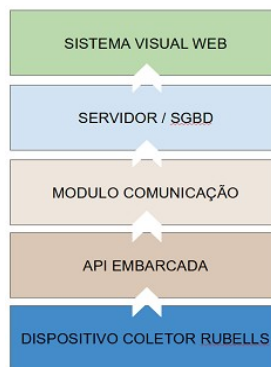 SISTEMA VISUAL WEB
SERVIDOR / SGBD
MODULO COMUNICAÇÃO
API EMBARCADA
DISPOSITIVO COLETOR RUBELLS